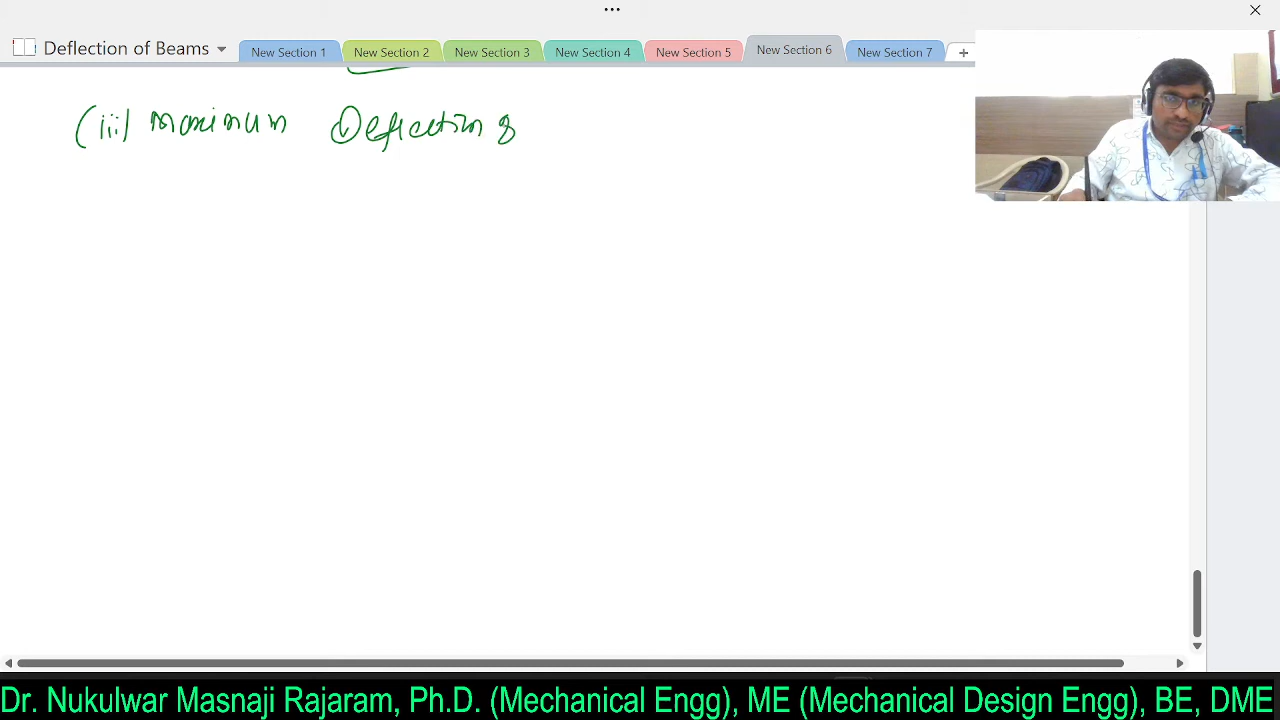 Deflection of Beams
New Section 1 New Section 2 New Section 3 New Section 4 New Section 5 New Section 6 New Section 7
(iii) Maximum Deflection
Dr. Nukulwar Masnaji Rajaram, Ph.D. (Mechanical Engg), ME (Mechanical Design Engg), BE, DME